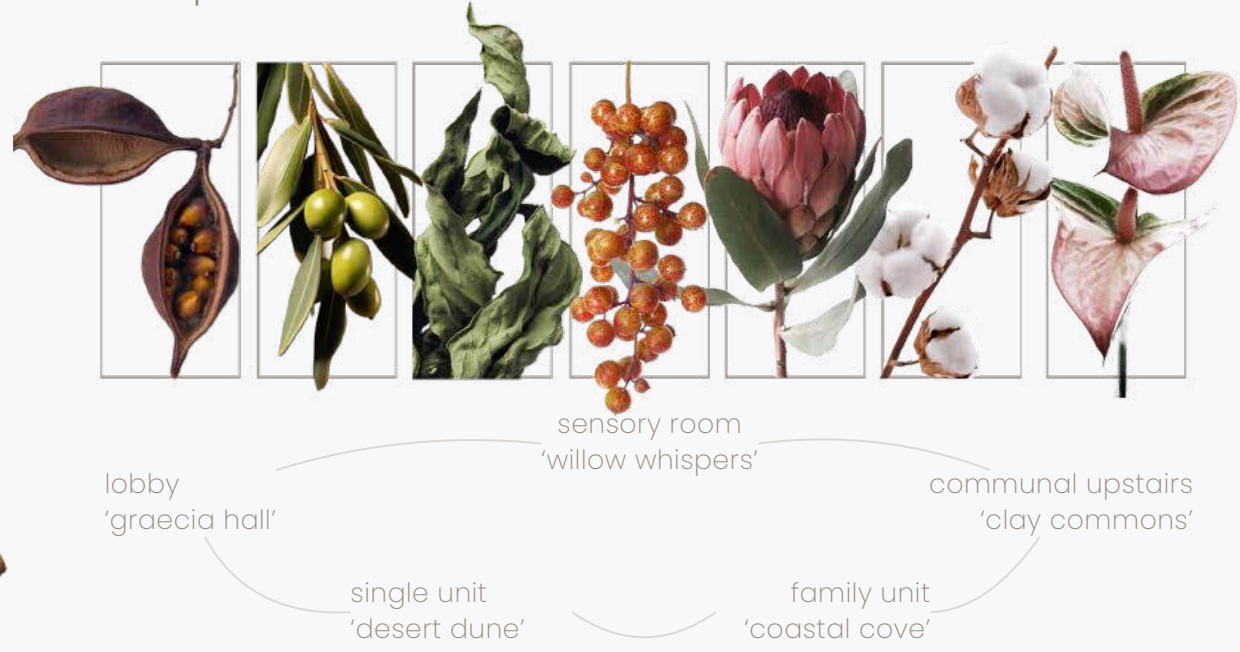 sensory room
‘willow whispers’
lobby
‘graecia hall’
communal upstairs
‘clay commons’
single unit
‘desert dune’
family unit
‘coastal cove’